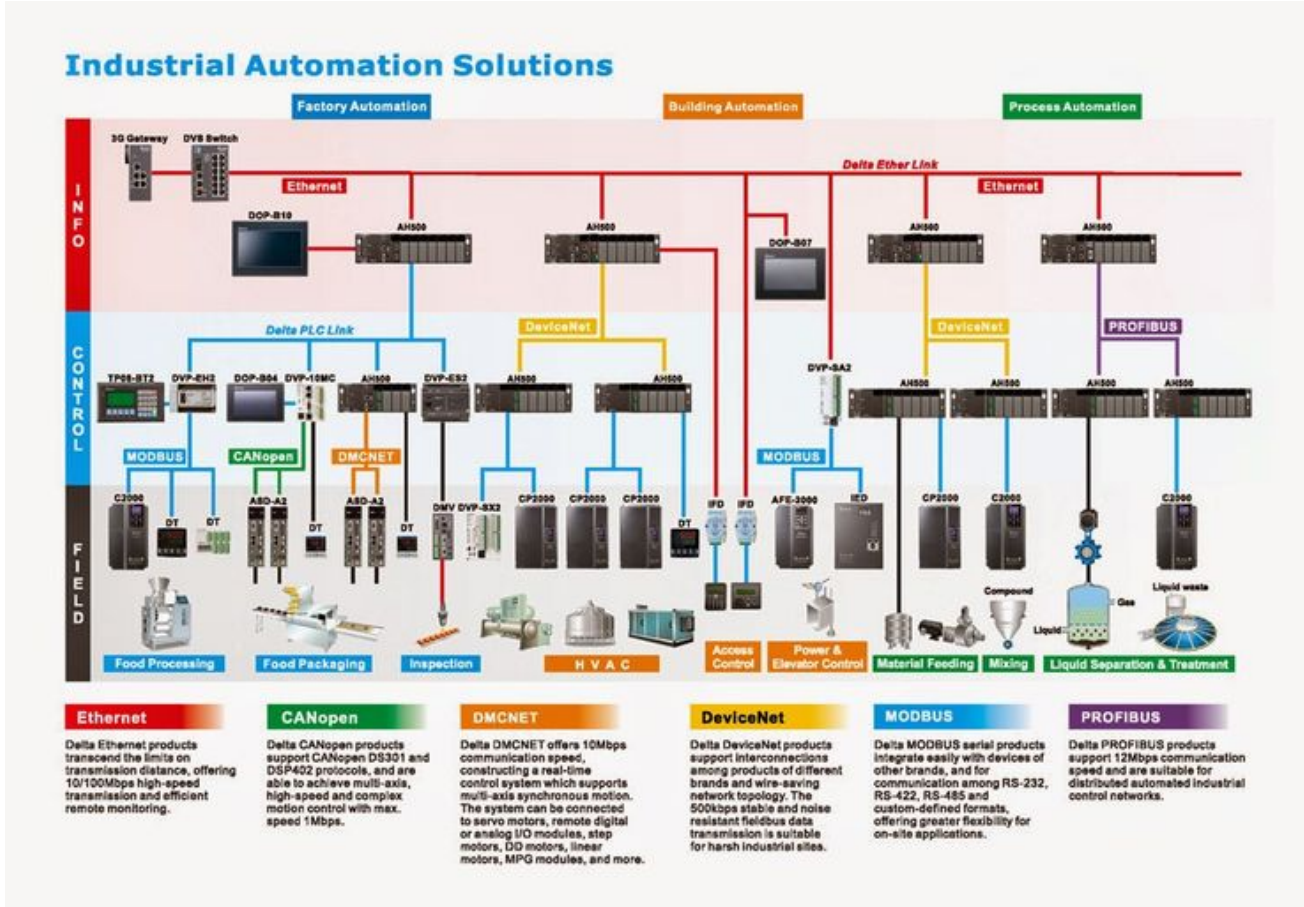 Industrial Automation Solutions
Factory Automation
Building Automation
Process Automation
INFO
3G Gateway
DVS Switch
Ethernet
Delta Ether Link
Ethernet
DOP-B10
AH500
AH500
DOP-B07
AH500
AH500
CONTROL
Delta PLC Link
DeviceNet
DeviceNet
PROFIBUS
TP08-BT2
DVP-EH2
DOP-B04
DVP-10MC
AH500
DVP-ES2
AH500
AH500
DVP-SA2
AH500
AH500
AH500
AH500
MODBUS
CANopen
DMCNET
MODBUS
FIELD
C2000
DT
DT
ASD-A2
DT
ASD-A2
DT
DMV
DVP-SX2
CP2000
CP2000
CP2000
DT
IFD
IFD
AFE-2000
IED
CP2000
C2000
C2000
Compound
Gas
Liquid
Liquid waste
Food Processing
Food Packaging
Inspection
HVAC
Access
Control
Power &
Elevator Control
Material Feeding
Mixing
Liquid Separation & Treatment
Ethernet
Delta Ethernet products
transcend the limits on
transmission distance, offering
10/100Mbps high-speed
transmission and efficient
remote monitoring.
CANopen
Delta CANopen products
support CANopen DS301 and
DSP402 protocols, and are
able to achieve multi-axis,
high-speed and complex
motion control with max.
speed 1Mbps.
DMCNET
Delta DMCNET offers 10Mbps
communication speed,
constructing a real-time
control system which supports
multi-axis synchronous motion.
The system can be connected
to servo motors, remote digital
or analog I/O modules, step
motors, DD motors, linear
motors, MPG modules, and more.
DeviceNet
Delta DeviceNet products
support interconnections
among products of different
brands and wire-saving
network topology. The
500kbps stable and noise
resistant fieldbus data
transmission is suitable
for harsh industrial sites.
MODBUS
Delta MODBUS serial products
integrate easily with devices of
other brands, and for
communication among RS-232,
RS-422, RS-485 and
custom-defined formats,
offering greater flexibility for
on-site applications.
PROFIBUS
Delta PROFIBUS products
support 12Mbps communication
speed and are suitable for
distributed automated industrial
control networks.